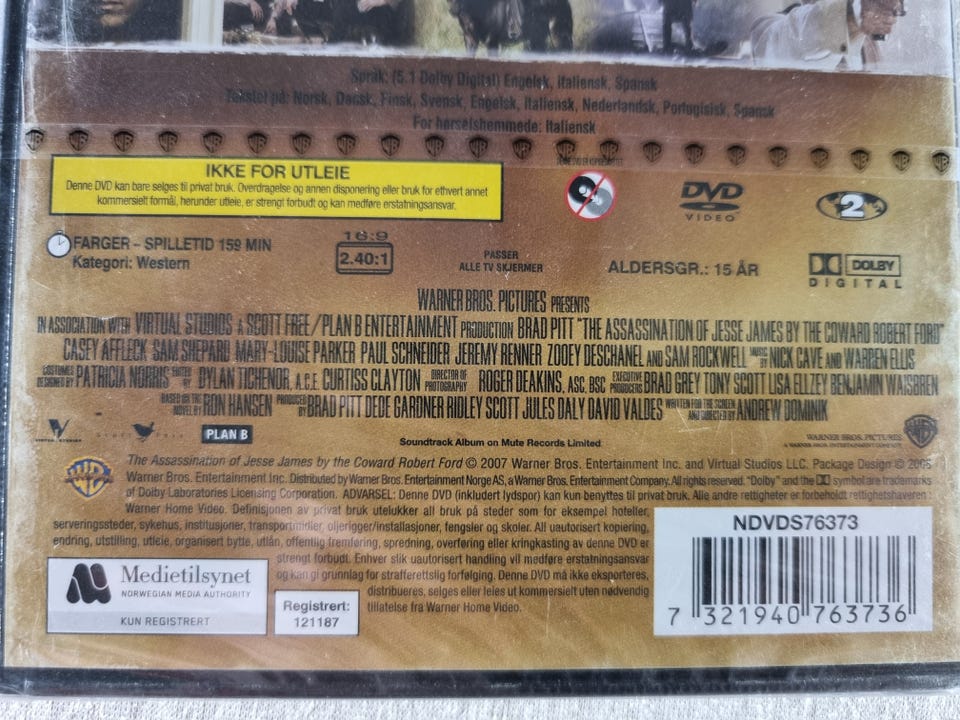 Språk: (5.1 Dolby Digital) Engelsk, Italiensk, Spansk
Tekstet på: Norsk, Dansk, Finsk, Svensk, Engelsk, Italiensk, Nederlandsk, Portugisisk, Spansk
For hørselshemmede: Italiensk
IKKE FOR UTLEIE
Denne DVD kan bare selges til privat bruk. Overdragelse og annen disponering eller bruk for ethvert annet
kommersielt formål, herunder utleie, er strengt forbudt og kan medføre erstatningsansvar.
DVD
VIDEO
2
FARGER – SPILLETID 159 MIN
Kategori: Western
16:9
2.40:1
PASSER
ALLE TV SKJERMER
ALDERSGR.: 15 ÅR
DOLBY
DIGITAL
WARNER BROS. PICTURES PRESENTS
IN ASSOCIATION WITH VIRTUAL STUDIOS A SCOTT FREE/PLAN B ENTERTAINMENT PRODUCTION BRAD PITT "THE ASSASSINATION OF JESSE JAMES BY THE COWARD ROBERT FORD"
CASEY AFFLECK SAM SHEPARD MARY-LOUISE PARKER PAUL SCHNEIDER JEREMY RENNER ZOOEY DESCHANEL AND SAM ROCKWELL MUSIC BY NICK CAVE AND WARREN ELLIS
COSTUMES DESIGNED BY PATRICIA NORRIS EDITED BY DYLAN TICHENOR, A.C.E. CURTISS CLAYTON DIRECTOR OF PHOTOGRAPHY ROGER DEAKINS, ASC, BSC EXECUTIVE PRODUCERS BRAD GREY TONY SCOTT LISA ELLZEY BENJAMIN WAISBREN
BASED ON THE NOVEL BY RON HANSEN PRODUCED BY BRAD PITT DEDE GARDNER RIDLEY SCOTT JULES DALY DAVID VALDES WRITTEN FOR THE SCREEN AND DIRECTED BY ANDREW DOMINIK
VIRTUAL STUDIOS
Scott Free
PLAN B
Soundtrack Album on Mute Records Limited
WARNER BROS. PICTURES
A WARNER BROS. ENTERTAINMENT COMPANY
The Assassination of Jesse James by the Coward Robert Ford © 2007 Warner Bros. Entertainment Inc. and Virtual Studios LLC. Package Design ©
Warner Bros. Entertainment Inc. Distributed by Warner Bros. Entertainment Norge AS, a Warner Bros. Entertainment Company. All rights reserved. "Dolby" and the symbol are trademarks
of Dolby Laboratories Licensing Corporation. ADVARSEL: Denne DVD (inkludert lydspor) kan kun benyttes til privat bruk. Alle andre rettigheter er forbeholdt rettighetshaver :
Warner Home Video. Definisjonen av privat bruk utelukker all bruk på steder som for eksempel hoteller,
serveringssteder, sykehus, institusjoner, transportmidler, oljerigger/installasjoner, fengsler og skoler. All uautorisert kopiering,
endring, utstilling, utleie, organisert bytte, utlån, offentlig fremføring, spredning, overføring eller kringkasting av denne DVD er
strengt forbudt. Enhver slik uautorisert handling vil medføre erstatningsansvar
og kan gi grunnlag for strafferettslig forfølging. Denne DVD må ikke eksporteres,
distribueres, selges eller leies ut kommersielt uten nødvendig
tillatelse fra Warner Home Video.
Medietilsynet
NORWEGIAN MEDIA AUTHORITY
KUN REGISTRERT
Registrert:
121187
NDVDS76373
7 321940 763736